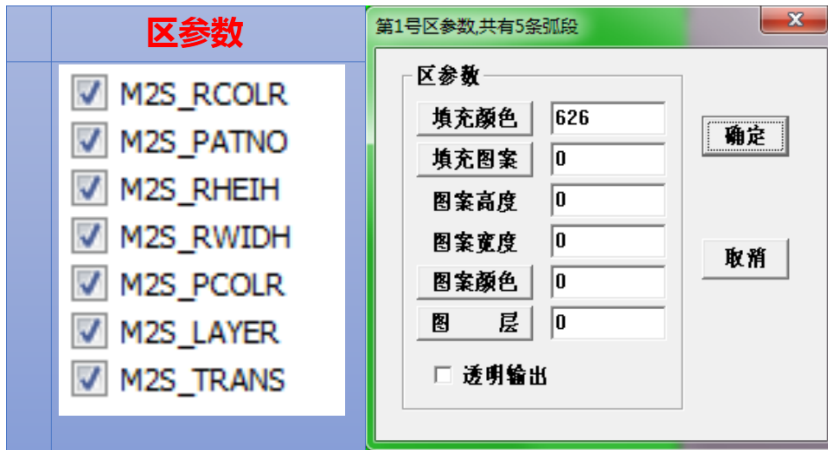 区参数
M2S_RCOLR
M2S_PATNO
M2S_RHEIH
M2S_RWIDH
M2S_PCOLR
M2S_LAYER
M2S_TRANS
第1号区参数,共有5条弧段
X
区参数
填充颜色 626
填充图案 0
图案高度 0
图案宽度 0
图案颜色 0
图 层 0
透明输出
确定
取消